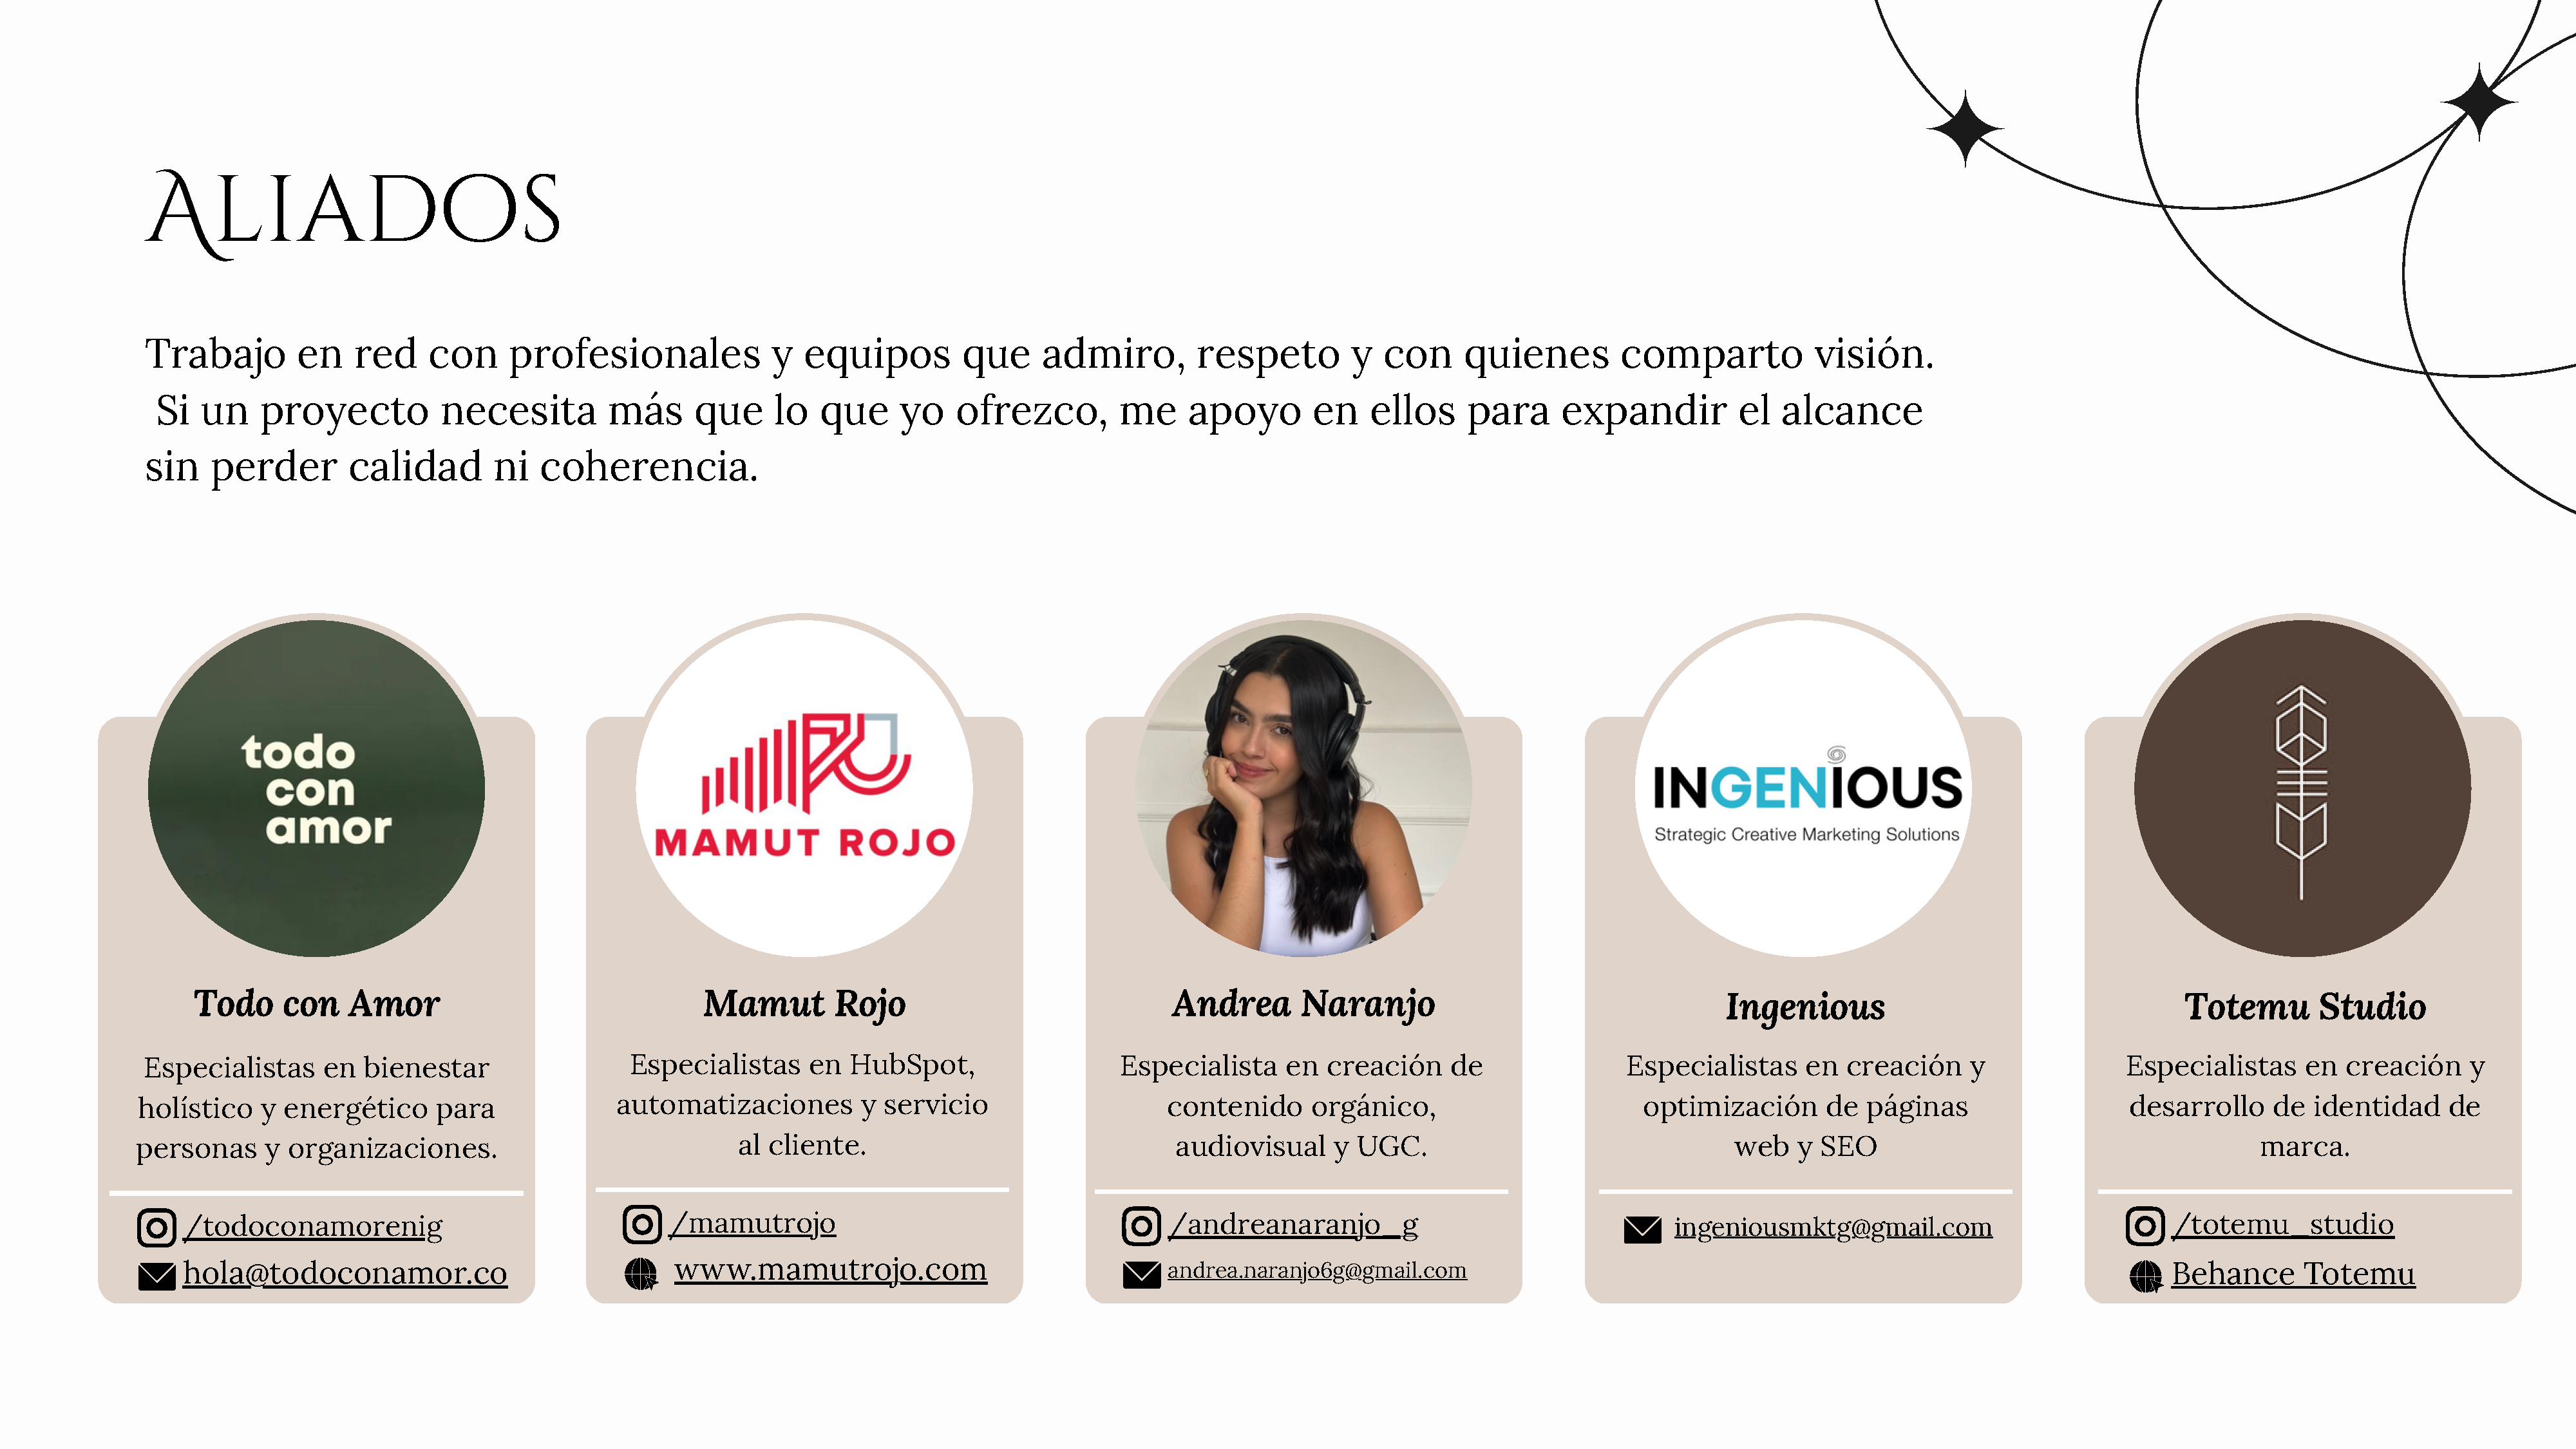 Aliados
Trabajo en red con profesionales y equipos que admiro, respeto y con quienes comparto visión.
Si un proyecto necesita más que lo que yo ofrezco, me apoyo en ellos para expandir el alcance
sin perder calidad ni coherencia.
todo
con
amor
Todo con Amor
Especialistas en bienestar
holístico y energético para
personas y organizaciones.
/todoconamorenig
hola@todoconamor.co
MAMUT ROJO
Mamut Rojo
Especialistas en HubSpot,
automatizaciones y servicio
al cliente.
/mamutrojo
www.mamutrojo.com
Andrea Naranjo
Especialista en creación de
contenido orgánico,
audiovisual y UGC.
/andreanaranjo_g
andrea.naranjo6g@gmail.com
INGENIOUS
Strategic Creative Marketing Solutions
Ingenious
Especialistas en creación y
optimización de páginas
web y SEO
ingeniousmktg@gmail.com
Totemu Studio
Especialistas en creación y
desarrollo de identidad de
marca.
/totemu_studio
Behance Totemu